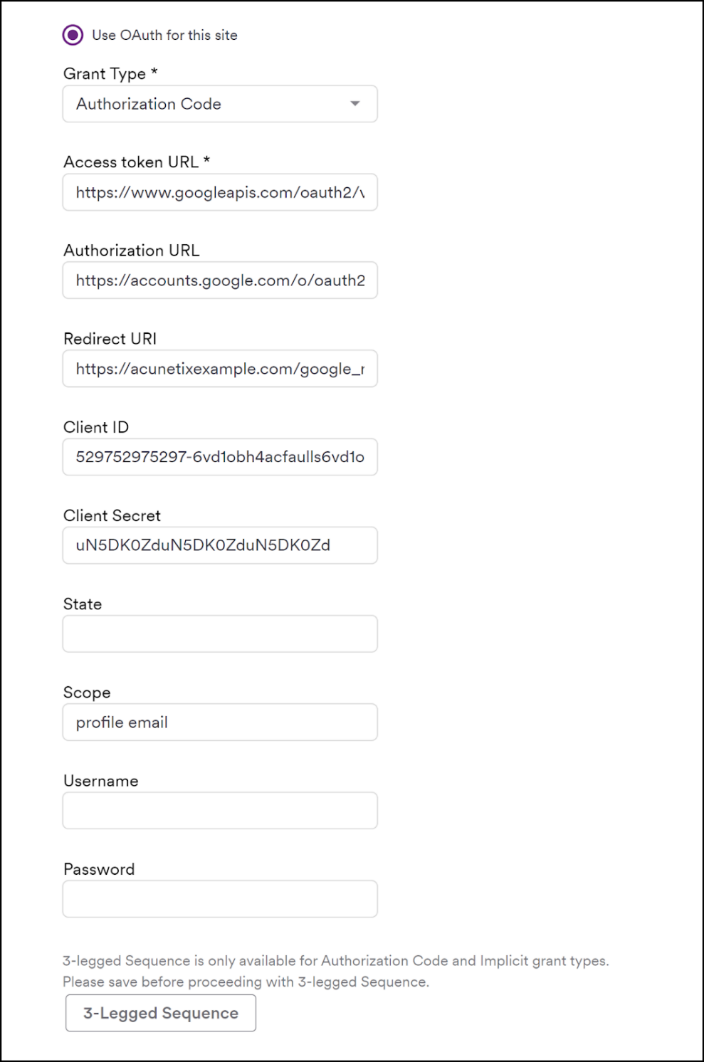 Use OAuth for this site
Grant Type *
Authorization Code
Access token URL *
https://www.googleapis.com/oauth2/v
Authorization URL
https://accounts.google.com/o/oauth2
Redirect URI
https://acunetixexample.com/google_r
Client ID
529752975297-6vd1obh4acfaulls6vd1o
Client Secret
uN5DK0ZduN5DK0ZduN5DK0Zd
State
Scope
profile email
Username
Password
3-legged Sequence is only available for Authorization Code and Implicit grant types.
Please save before proceeding with 3-legged Sequence.
3-Legged Sequence